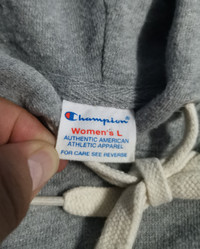 Champion
Women's L
AUTHENTIC AMERICAN
ATHLETIC APPAREL
FOR CARE SEE REVERSE